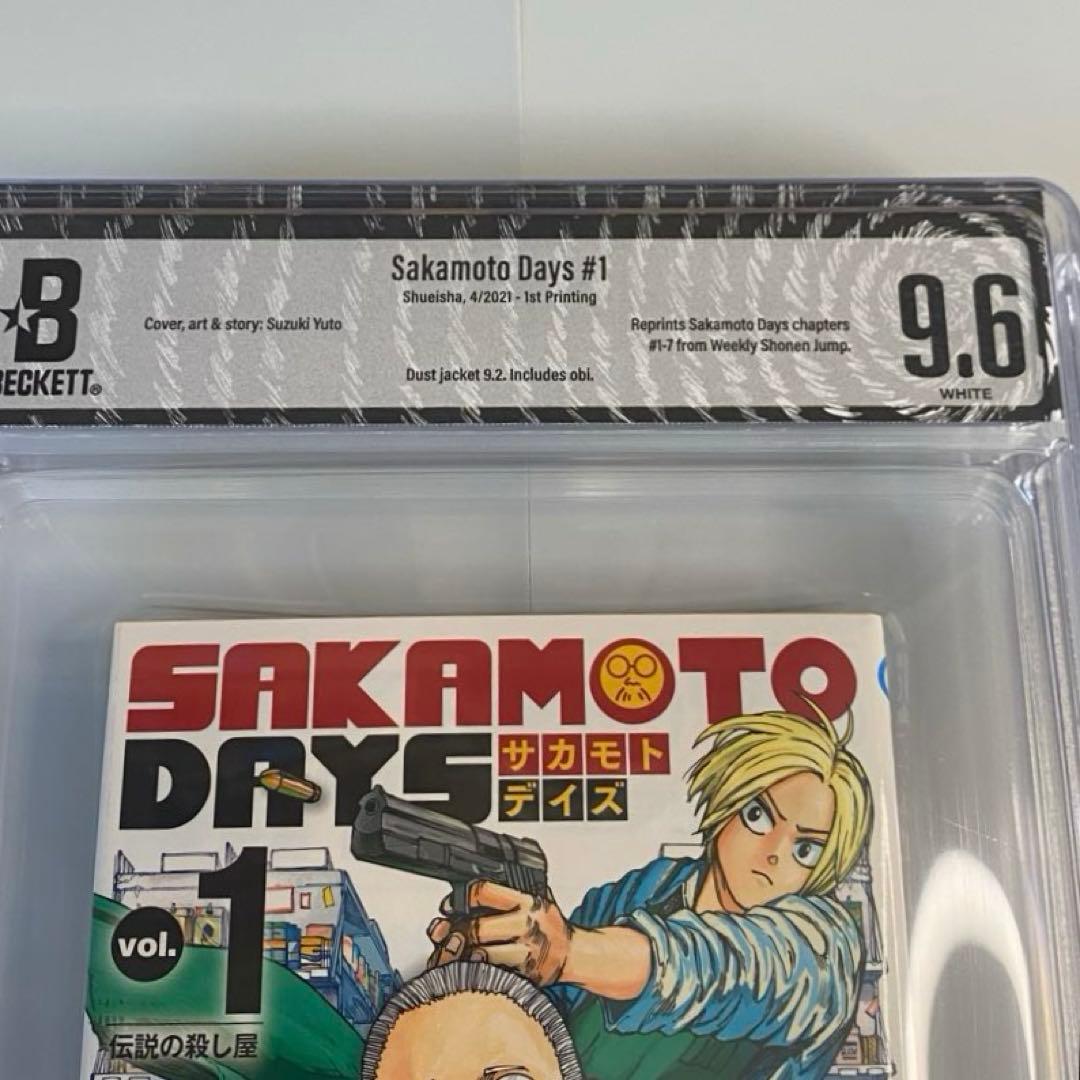 B
BECKETT®
Sakamoto Days #1
Shueisha, 4/2021 - 1st Printing
Cover, art & story: Suzuki Yuto
Reprints Sakamoto Days chapters
#1-7 from Weekly Shonen Jump.
Dust jacket 9.2. Includes obi.
9.6
WHITE
SAKAMOTO
DAYS
サカモト
デイズ
vol.
1
伝説の殺し屋